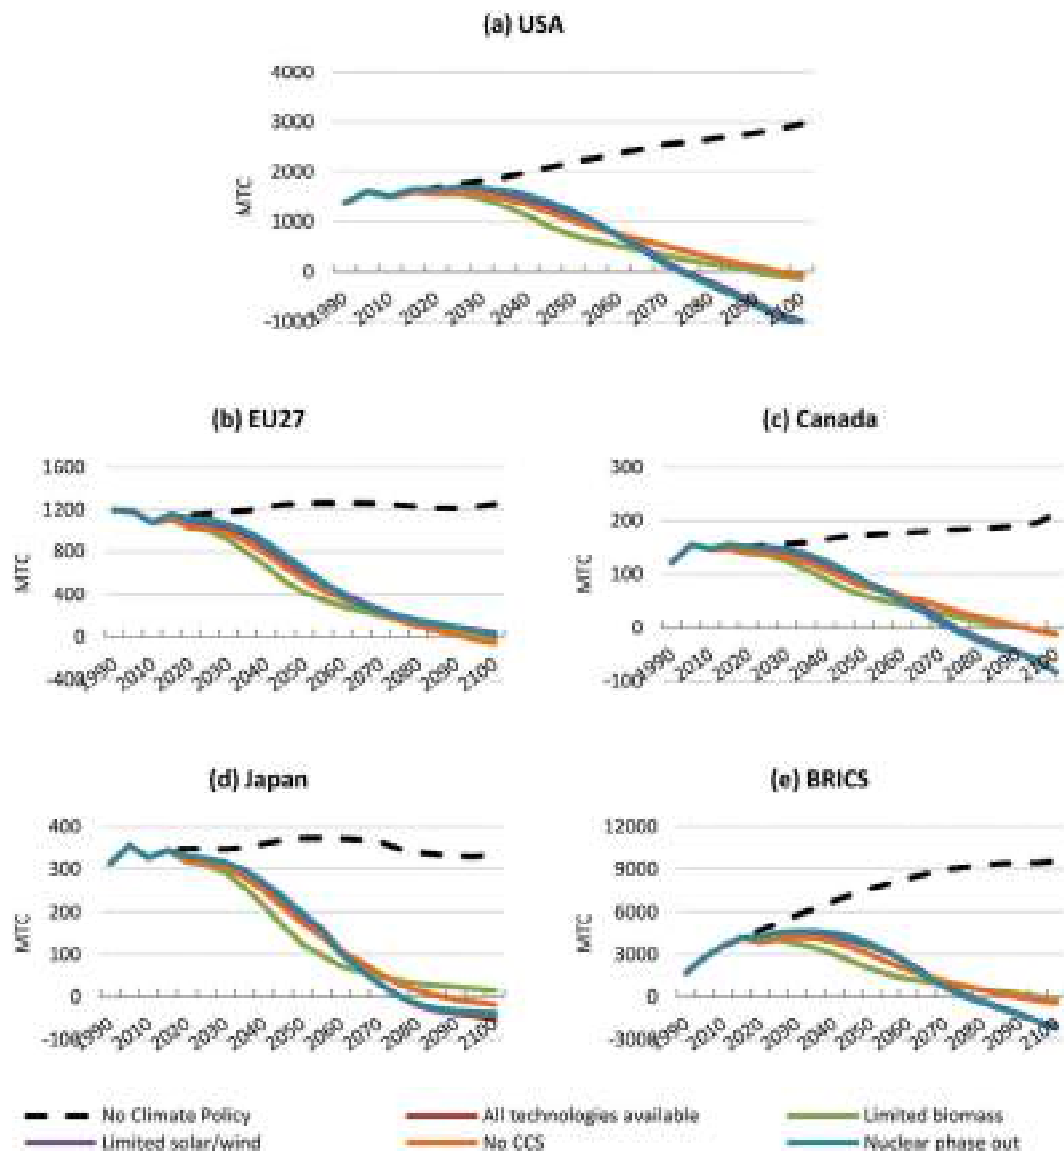 (a) USA
4000
3000
2000
1000
0
-1000
MTC
1990 2010 2020 2030 2040 2050 2060 2070 2080 2090 2100
(b) EU27
1600
1200
800
400
0
-400
MTC
1990 2010 2020 2030 2040 2050 2060 2070 2080 2090 2100
(c) Canada
300
200
100
0
-100
MTC
1990 2010 2020 2030 2040 2050 2060 2070 2080 2090 2100
(d) Japan
400
300
200
100
0
-100
MTC
1990 2010 2020 2030 2040 2050 2060 2070 2080 2090 2100
(e) BRICS
12000
9000
6000
3000
0
-3000
MTC
1990 2010 2020 2030 2040 2050 2060 2070 2080 2090 2100
No Climate Policy All technologies available Limited biomass
Limited solar/wind No CCS Nuclear phase out